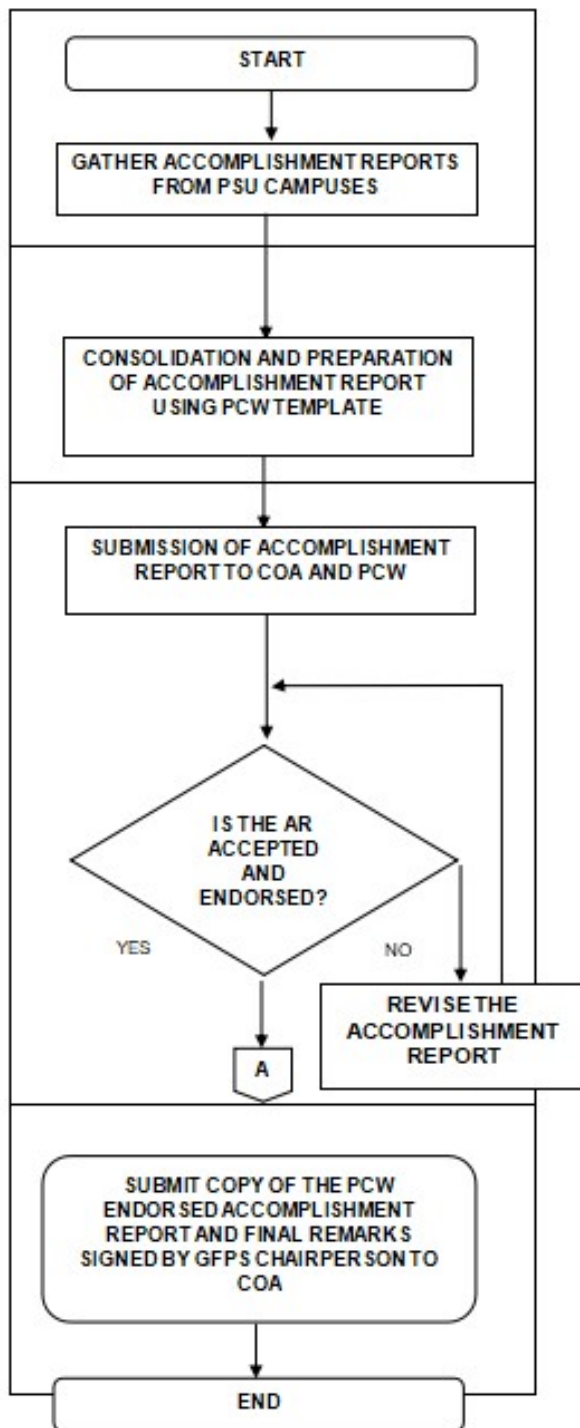 START
GATHER ACCOMPLISHMENT REPORTS
FROM PSU CAMPUSES
CONSOLIDATION AND PREPARATION
OF ACCOMPLISHMENT REPORT
USING PCW TEMPLATE
SUBMISSION OF ACCOMPLISHMENT
REPORT TO COA AND PCW
IS THE AR
ACCEPTED
AND
ENDORSED?
YES
NO
REVISE THE
ACCOMPLISHMENT
REPORT
A
SUBMIT COPY OF THE PCW
ENDORSED ACCOMPLISHMENT
REPORT AND FINAL REMARKS
SIGNED BY GFPS CHAIRPERSON TO
COA
END